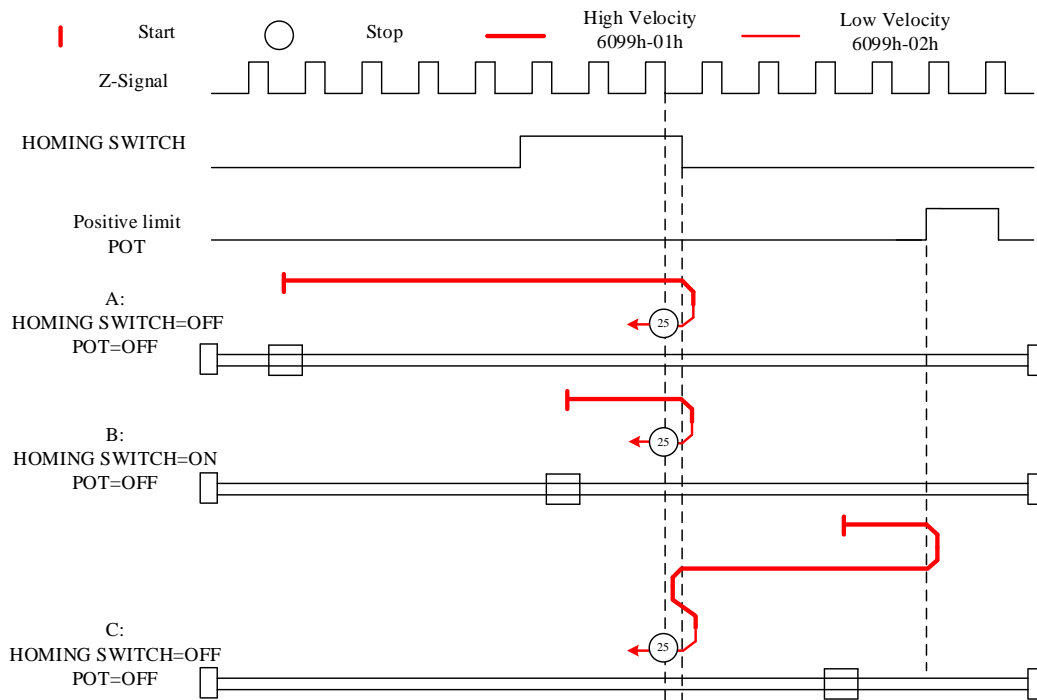 Start
Stop
High Velocity
6099h-01h
Low Velocity
6099h-02h
Z-Signal
HOMING SWITCH
Positive limit
POT
A:
HOMING SWITCH=OFF
POT=OFF
25
B:
HOMING SWITCH=ON
POT=OFF
25
C:
HOMING SWITCH=OFF
POT=OFF
25